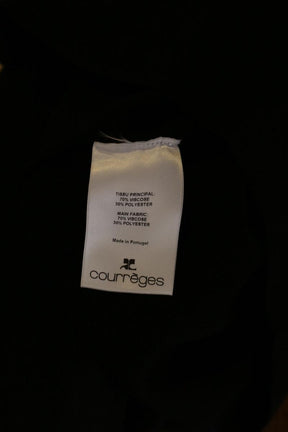 TISSU PRINCIPAL:
70% VISCOSE
30% POLYESTER
MAIN FABRIC:
70% VISCOSE
30% POLYESTER
Made in Portugal
courrèges